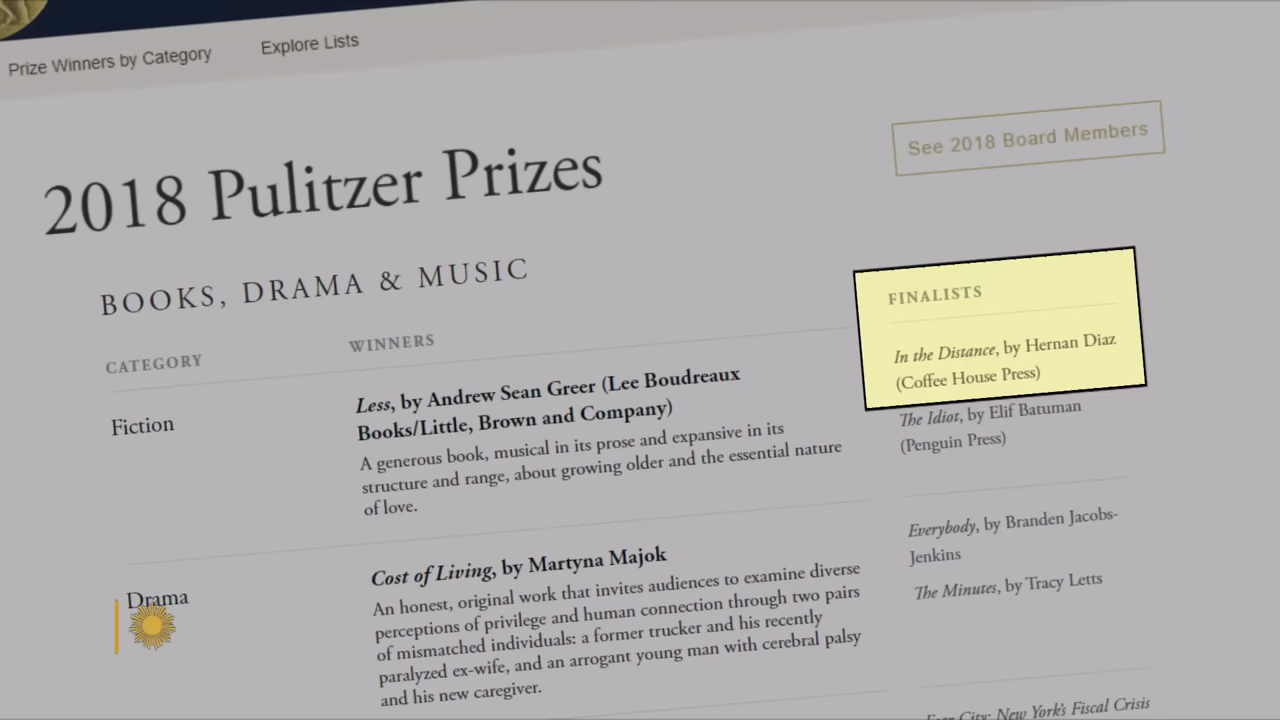 Prize Winners by Category
Explore Lists
See 2018 Board Members
2018 Pulitzer Prizes
BOOKS, DRAMA & MUSIC
CATEGORY
WINNERS
FINALISTS
Fiction
Less, by Andrew Sean Greer (Lee Boudreaux
Books/Little, Brown and Company)
A generous book, musical in its prose and expansive in its
structure and range, about growing older and the essential nature
of love.
In the Distance, by Hernan Diaz
(Coffee House Press)
The Idiot, by Elif Batuman
(Penguin Press)
Drama
Cost of Living, by Martyna Majok
An honest, original work that invites audiences to examine diverse
perceptions of privilege and human connection through two pairs
of mismatched individuals: a former trucker and his recently
paralyzed ex-wife, and an arrogant young man with cerebral palsy
and his new caregiver.
Everybody, by Branden Jacobs-
Jenkins
The Minutes, by Tracy Letts
Fear City: New York's Fiscal Crisis